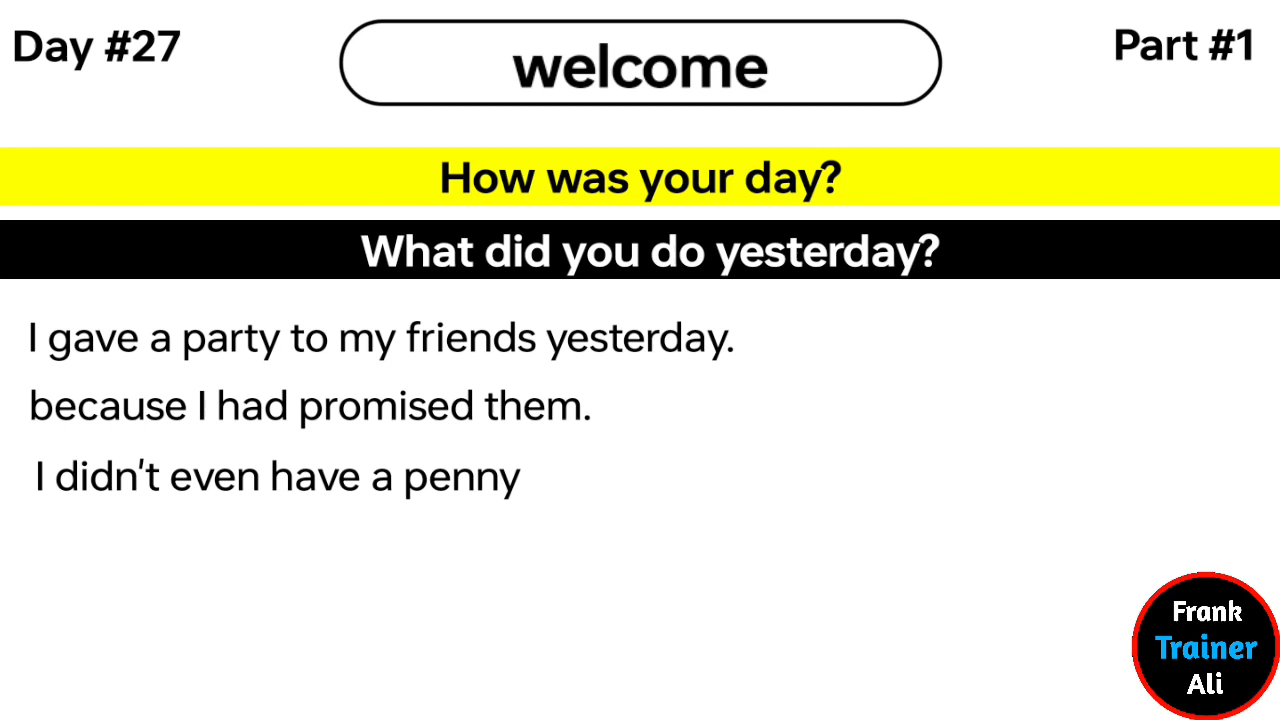 Day #27
welcome
Part #1
How was your day?
What did you do yesterday?
I gave a party to my friends yesterday.
because I had promised them.
I didn't even have a penny
Frank
Trainer
Ali